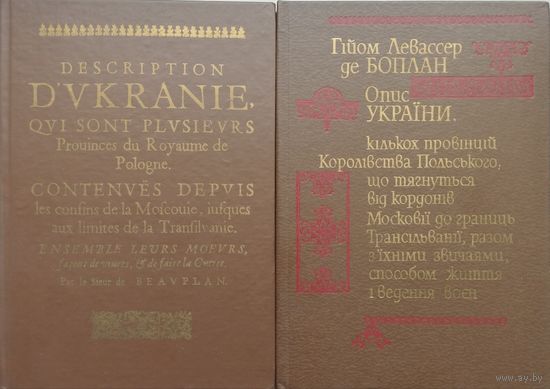 DESCRIPTION
D'VKRANIE,
QVI SONT PLVSIEVRS
Prouinces du Royaume de
Pologne.
CONTENVËS DEPVIS
les confins de la Moscouie, iusques
aux limites de la Transilvanie.
ENSEMBLE LEURS MOEVRS,
façons de viures, & de faire la Guerre.
Par le Sieur de BEAVPLAN.
Гійом Левассер
де БОПЛАН
Опис
УКРАЇНИ,
кількох провінцій
Королівства Польського,
що тягнуться
від кордонів
Московії до границь
Трансільванії, разом
з їхніми звичаями,
способом життя
і ведення воєн
ay.by